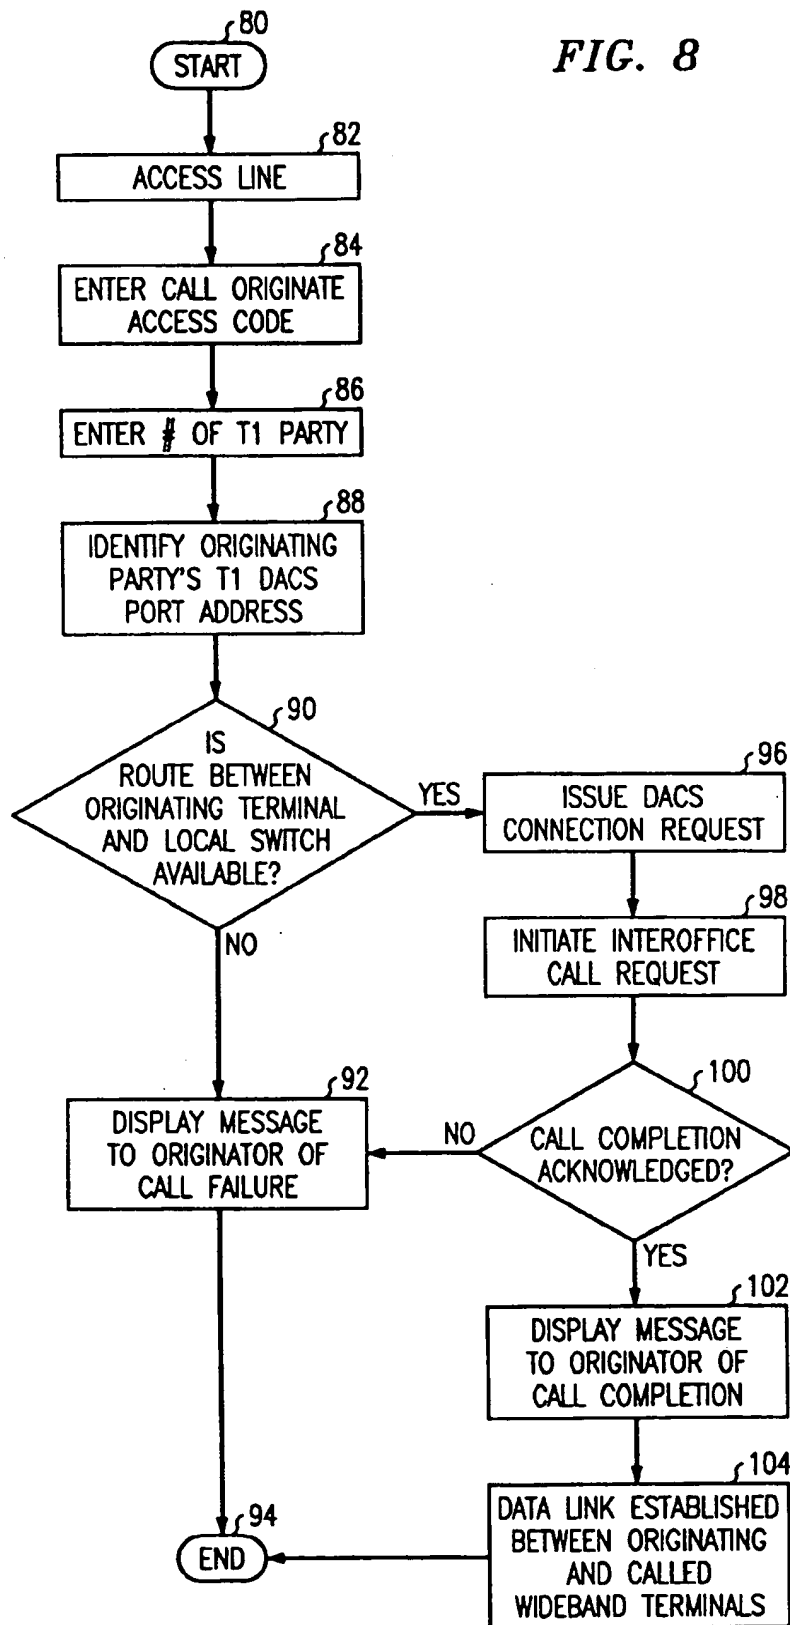 FIG. 8
80
START
82
ACCESS LINE
84
ENTER CALL ORIGINATE
ACCESS CODE
86
ENTER # OF T1 PARTY
88
IDENTIFY ORIGINATING
PARTY'S T1 DACS
PORT ADDRESS
90
IS
ROUTE BETWEEN
ORIGINATING TERMINAL
AND LOCAL SWITCH
AVAILABLE?
YES
NO
96
ISSUE DACS
CONNECTION REQUEST
98
INITIATE INTEROFFICE
CALL REQUEST
100
CALL COMPLETION
ACKNOWLEDGED?
NO
YES
92
DISPLAY MESSAGE
TO ORIGINATOR OF
CALL FAILURE
102
DISPLAY MESSAGE
TO ORIGINATOR OF
CALL COMPLETION
104
DATA LINK ESTABLISHED
BETWEEN ORIGINATING
AND CALLED
WIDEBAND TERMINALS
94
END